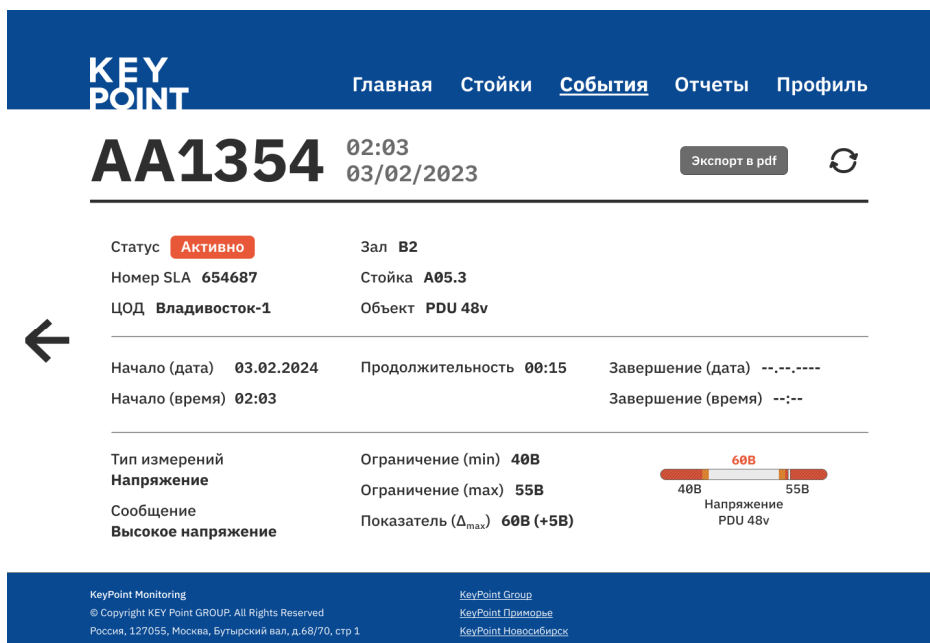 KEY
POINT
Главная Стойки События Отчеты Профиль
AA1354
02:03
03/02/2023
Экспорт в pdf
Статус Активно
Номер SLA 654687
ЦОД Владивосток-1
Зал B2
Стойка A05.3
Объект PDU 48v
Начало (дата) 03.02.2024
Начало (время) 02:03
Продолжительность 00:15
Завершение (дата) --.--.----
Завершение (время) --:--
Тип измерений
Напряжение
Сообщение
Высокое напряжение
Ограничение (min) 40В
Ограничение (max) 55В
Показатель (Δmax) 60В (+5В)
60В
40В 55В
Напряжение
PDU 48v
KeyPoint Monitoring
© Copyright KEY Point GROUP. All Rights Reserved
Россия, 127055, Москва, Бутырский вал, д.68/70, стр 1
KeyPoint Group
KeyPoint Приморье
KeyPoint Новосибирск